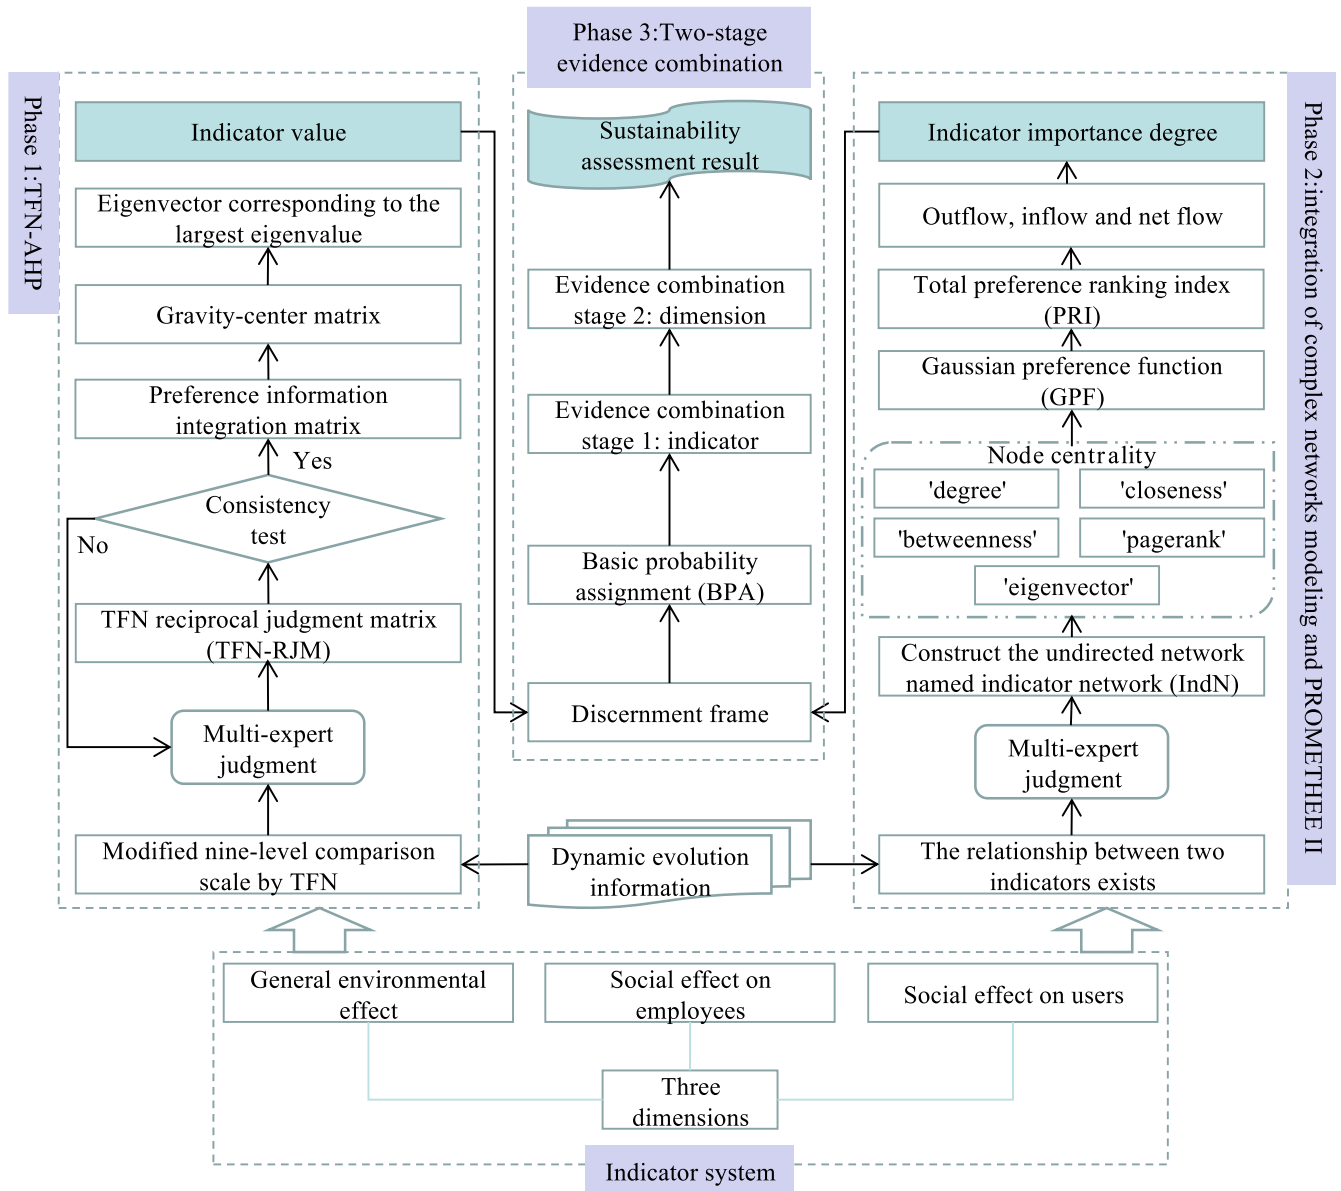 Phase 3:Two-stage
evidence combination
Phase 1:TFN-AHP
Indicator value
Eigenvector corresponding to the
largest eigenvalue
Gravity-center matrix
Preference information
integration matrix
Yes
Consistency
test
No
TFN reciprocal judgment matrix
(TFN-RJM)
Multi-expert
judgment
Modified nine-level comparison
scale by TFN
Sustainability
assessment result
Evidence combination
stage 2: dimension
Evidence combination
stage 1: indicator
Basic probability
assignment (BPA)
Discernment frame
Dynamic evolution
information
Phase 2:integration of complex networks modeling and PROMETHEE II
Indicator importance degree
Outflow, inflow and net flow
Total preference ranking index
(PRI)
Gaussian preference function
(GPF)
Node centrality
'degree'
'closeness'
'betweenness'
'pagerank'
'eigenvector'
Construct the undirected network
named indicator network (IndN)
Multi-expert
judgment
The relationship between two
indicators exists
General environmental
effect
Social effect on
employees
Social effect on users
Three
dimensions
Indicator system